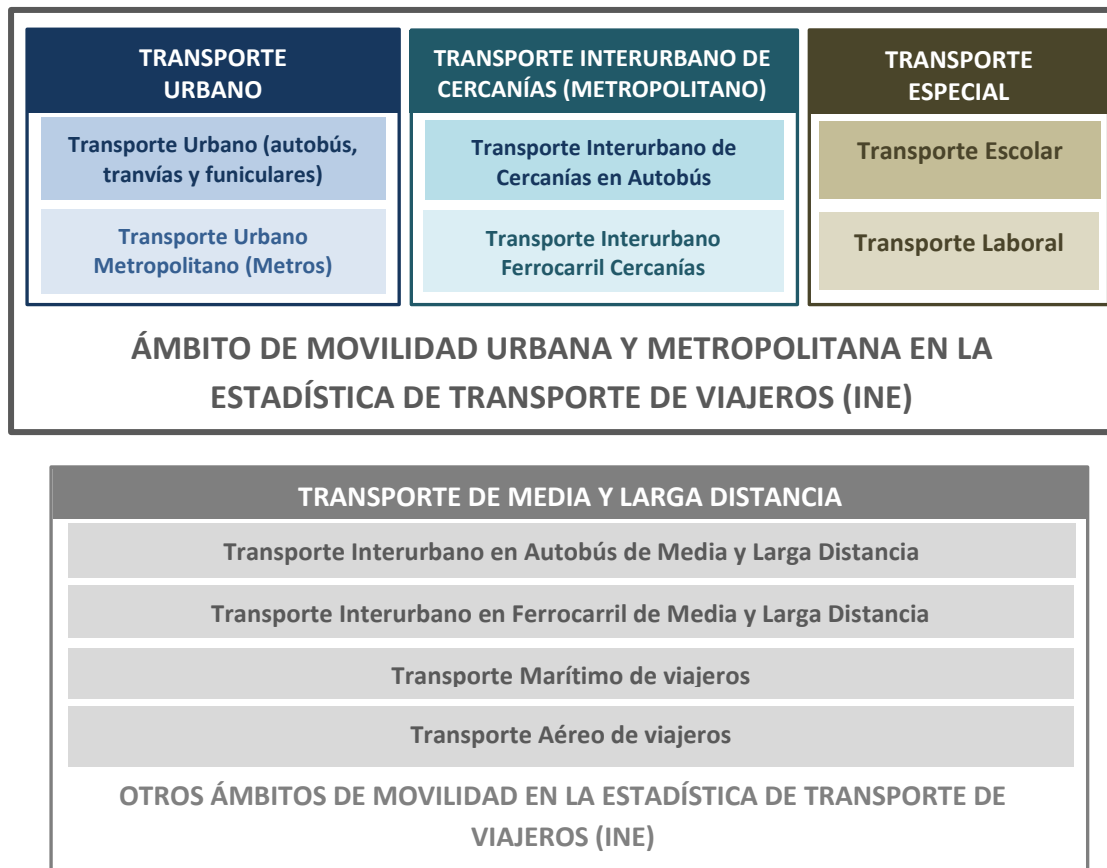 TRANSPORTE
URBANO
Transporte Urbano (autobús,
tranvías y funiculares)
Transporte Urbano
Metropolitano (Metros)
TRANSPORTE INTERURBANO DE
CERCANÍAS (METROPOLITANO)
Transporte Interurbano de
Cercanías en Autobús
Transporte Interurbano
Ferrocarril Cercanías
TRANSPORTE
ESPECIAL
Transporte Escolar
Transporte Laboral
ÁMBITO DE MOVILIDAD URBANA Y METROPOLITANA EN LA
ESTADÍSTICA DE TRANSPORTE DE VIAJEROS (INE)
TRANSPORTE DE MEDIA Y LARGA DISTANCIA
Transporte Interurbano en Autobús de Media y Larga Distancia
Transporte Interurbano en Ferrocarril de Media y Larga Distancia
Transporte Marítimo de viajeros
Transporte Aéreo de viajeros
OTROS ÁMBITOS DE MOVILIDAD EN LA ESTADÍSTICA DE TRANSPORTE DE
VIAJEROS (INE)